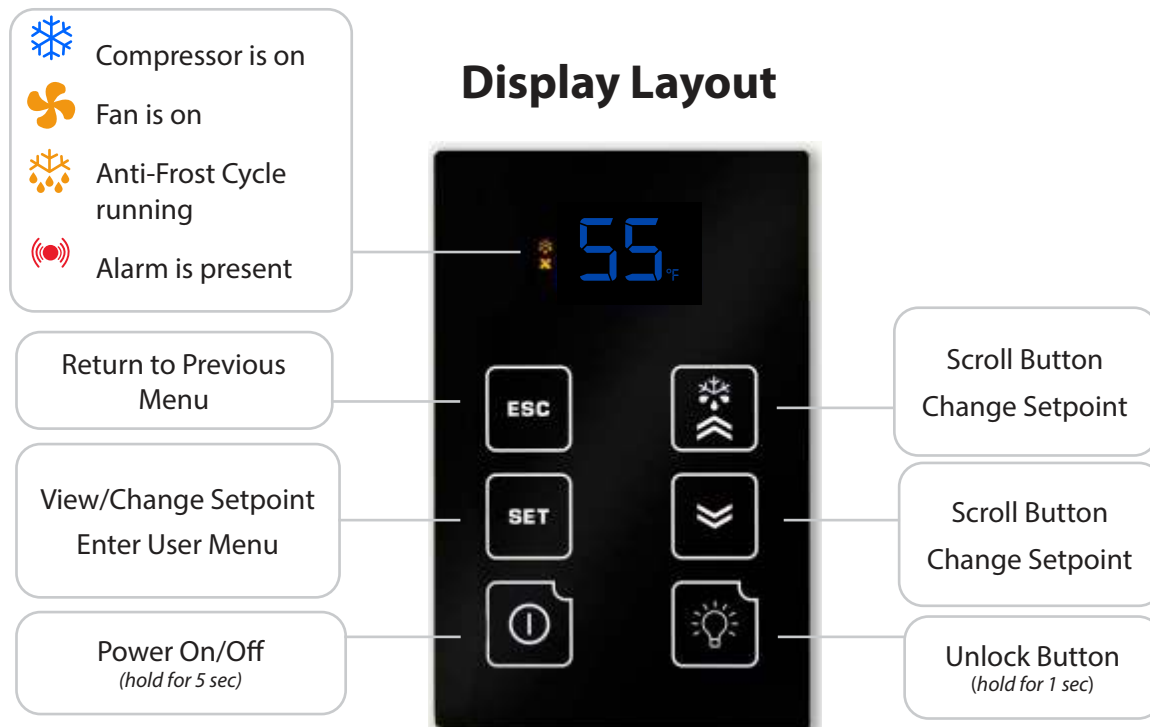 Compressor is on
Fan is on
Anti-Frost Cycle
running
Alarm is present
Display Layout
55
°F
Return to Previous
Menu
ESC
Scroll Button
Change Setpoint
View/Change Setpoint
Enter User Menu
SET
Scroll Button
Change Setpoint
Power On/Off
(hold for 5 sec)
Unlock Button
(hold for 1 sec)